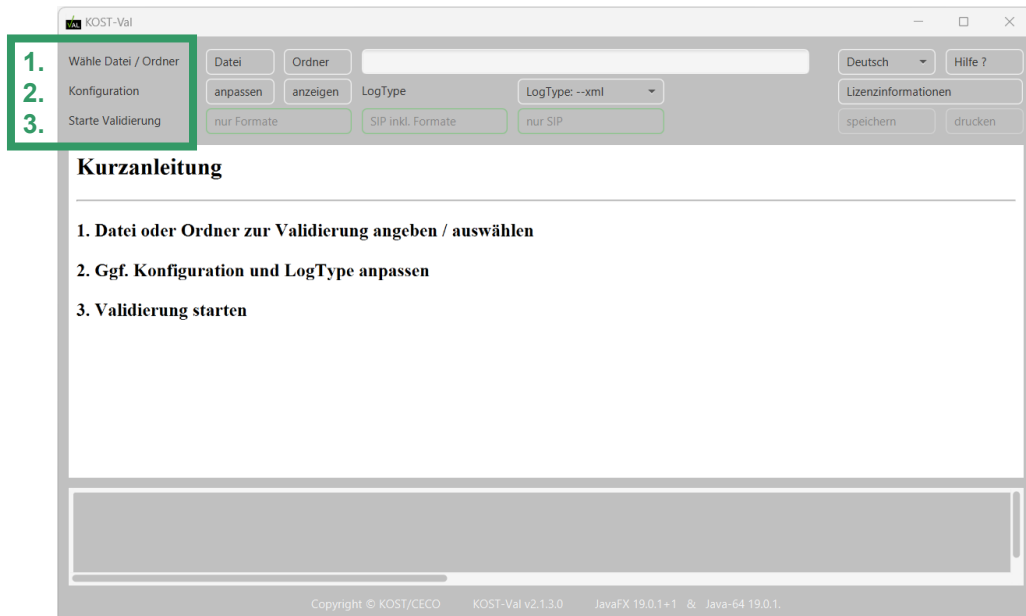 KOST-Val
1. Wähle Datei / Ordner Datei Ordner Deutsch Hilfe ?
2. Konfiguration anpassen anzeigen LogType LogType: --xml Lizenzinformationen
3. Starte Validierung nur Formate SIP inkl. Formate nur SIP speichern drucken
Kurzanleitung
1. Datei oder Ordner zur Validierung angeben / auswählen
2. Ggf. Konfiguration und LogType anpassen
3. Validierung starten
Copyright © KOST/CECO KOST-Val v2.1.3.0 JavaFX 19.0.1+1 & Java-64 19.0.1.